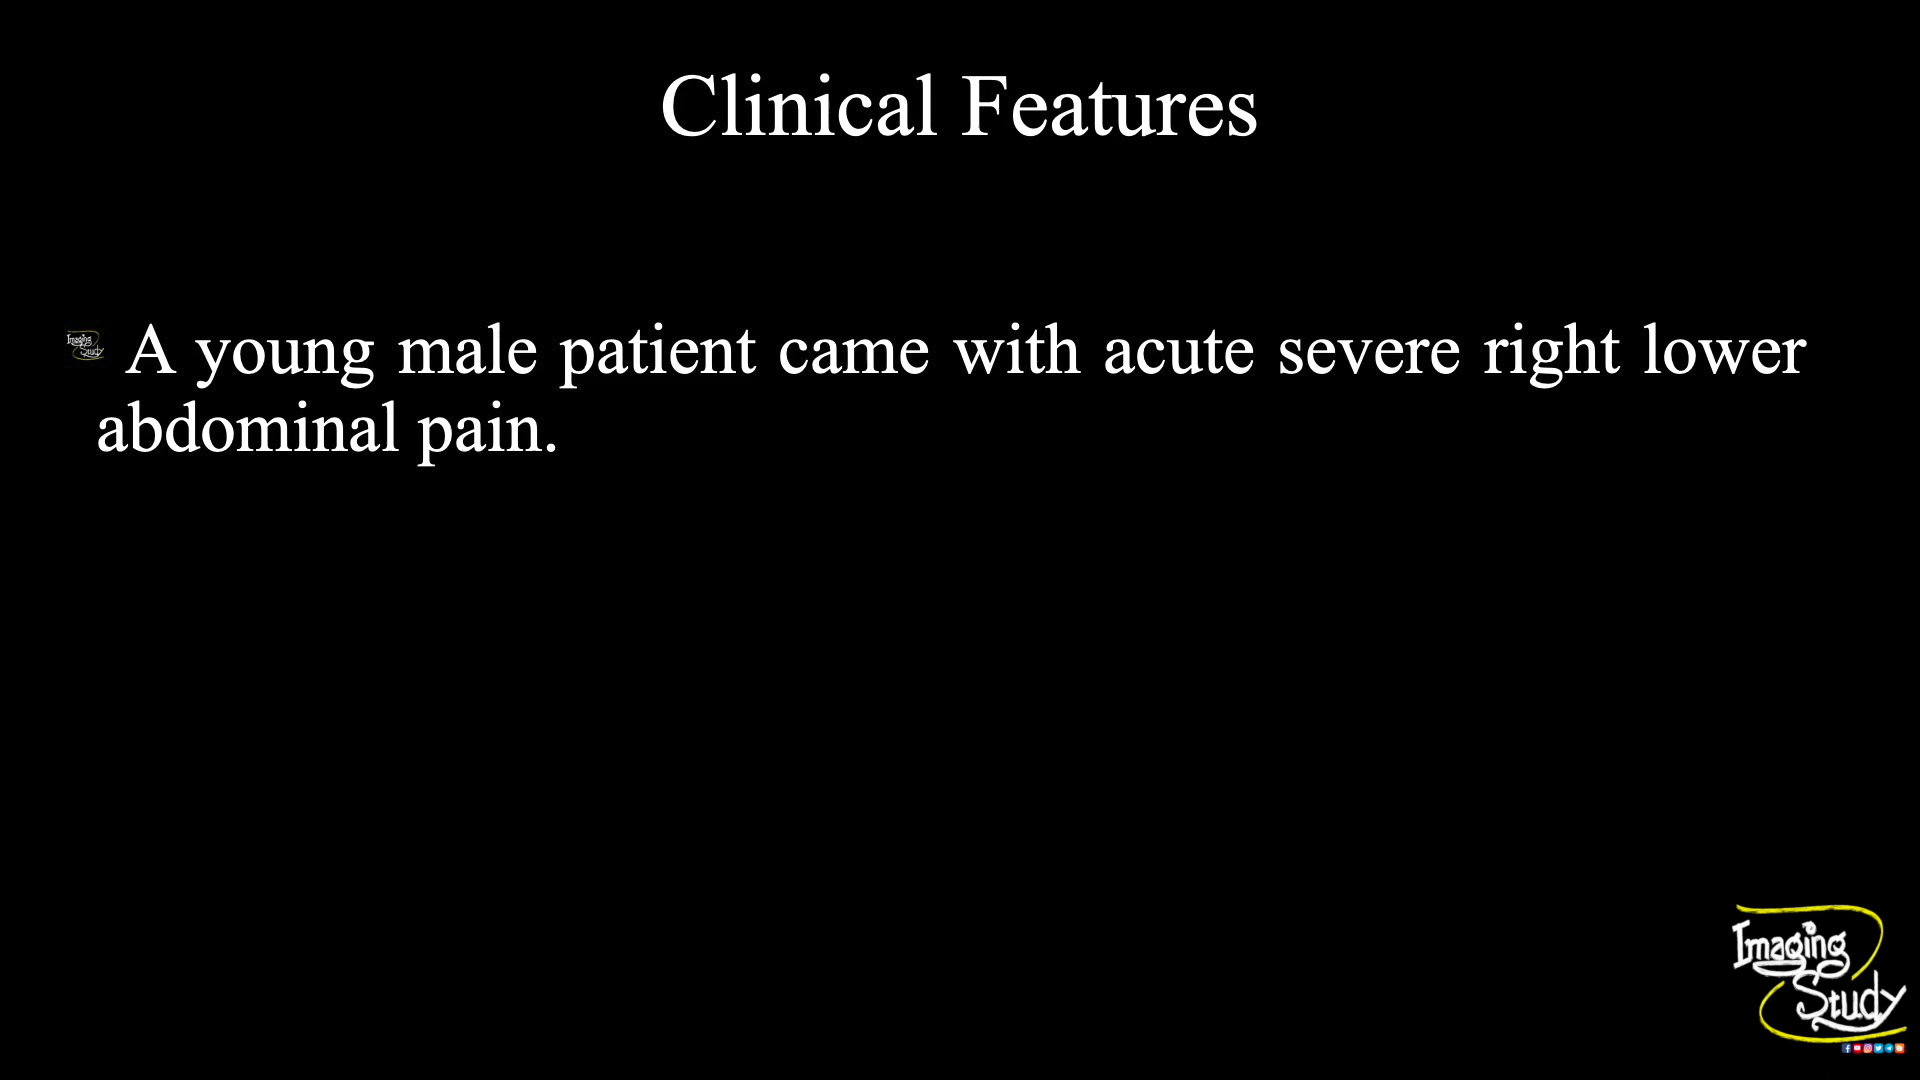 Clinical Features
A young male patient came with acute severe right lower
abdominal pain.
Imaging
Study